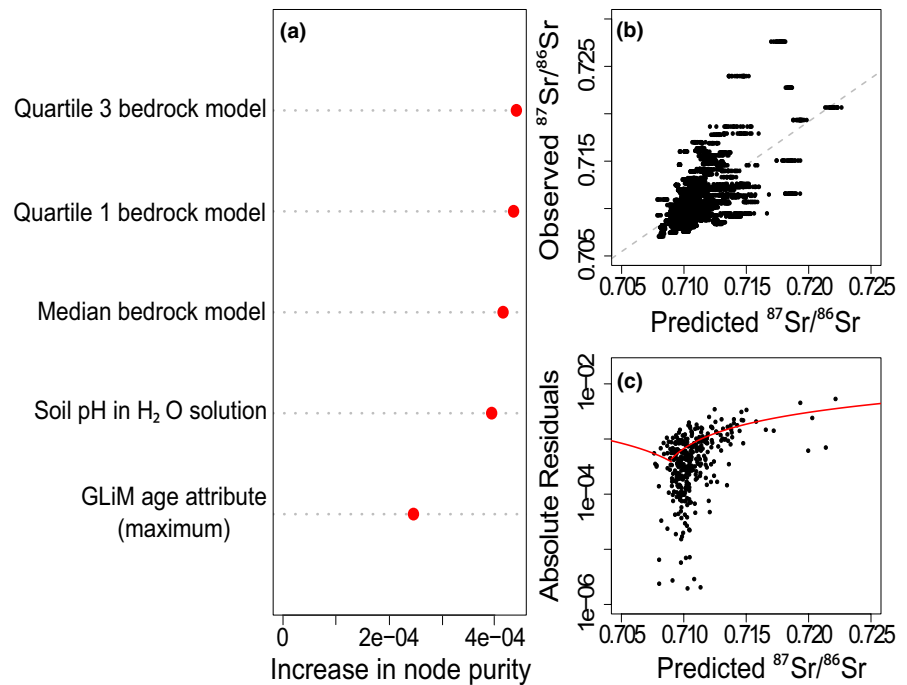 (a)
Quartile 3 bedrock model
Quartile 1 bedrock model
Median bedrock model
Soil pH in H₂ O solution
GLiM age attribute
(maximum)
0
2e−04
4e−04
Increase in node purity
(b)
Observed ⁸⁷Sr/⁸⁶Sr
0.725
0.715
0.705
0.705
0.710
0.715
0.720
0.725
Predicted ⁸⁷Sr/⁸⁶Sr
(c)
Absolute Residuals
1e−02
1e−04
1e−06
0.705
0.710
0.715
0.720
0.725
Predicted ⁸⁷Sr/⁸⁶Sr